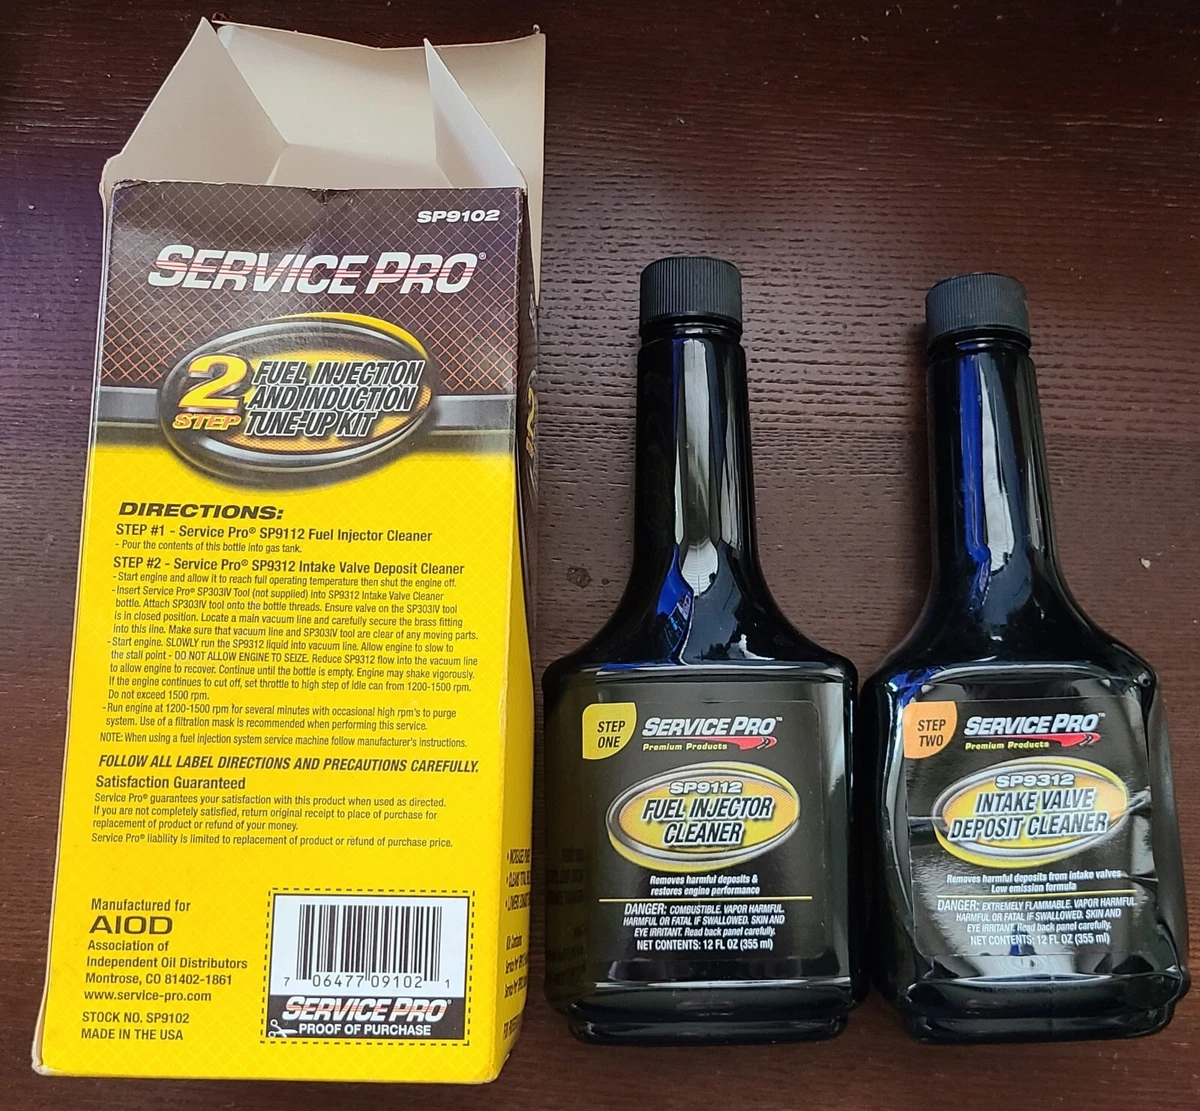 SP9102
SERVICE PRO®
2 STEP
FUEL INJECTION
AND INDUCTION
TUNE-UP KIT
DIRECTIONS:
STEP #1 - Service Pro® SP9112 Fuel Injector Cleaner
- Pour the contents of this bottle into gas tank.
STEP #2 - Service Pro® SP9312 Intake Valve Deposit Cleaner
- Start engine and allow it to reach full operating temperature then shut the engine off.
- Insert Service Pro® SP303IV Tool (not supplied) into SP9312 Intake Valve Cleaner
bottle. Attach SP303IV tool onto the bottle threads. Ensure valve on the SP303IV tool
is in closed position. Locate a main vacuum line and carefully secure the brass fitting
into this line. Make sure that vacuum line and SP303IV tool are clear of any moving parts.
- Start engine. SLOWLY run the SP9312 liquid into vacuum line. Allow engine to slow to
the stall point - DO NOT ALLOW ENGINE TO SEIZE. Reduce SP9312 flow into the vacuum line
to allow engine to recover. Continue until the bottle is empty. Engine may shake vigorously.
If the engine continues to cut off, set throttle to high step of idle can from 1200-1500 rpm.
Do not exceed 1500 rpm.
- Run engine at 1200-1500 rpm for several minutes with occasional high rpm's to purge
system. Use of a filtration mask is recommended when performing this service.
NOTE: When using a fuel injection system service machine follow manufacturer's instructions.
FOLLOW ALL LABEL DIRECTIONS AND PRECAUTIONS CAREFULLY.
Satisfaction Guaranteed
Service Pro® guarantees your satisfaction with this product when used as directed.
If you are not completely satisfied, return original receipt to place of purchase for
replacement of product or refund of your money.
Service Pro® liability is limited to replacement of product or refund of purchase price.
Manufactured for
AIOD
Association of
Independent Oil Distributors
Montrose, CO 81402-1861
www.service-pro.com
STOCK NO. SP9102
MADE IN THE USA
7 06477 09102 1
SERVICE PRO®
PROOF OF PURCHASE
STEP
ONE
SERVICE PRO™
Premium Products
SP9112
FUEL INJECTOR
CLEANER
Removes harmful deposits &
restores engine performance
DANGER: COMBUSTIBLE. VAPOR HARMFUL.
HARMFUL OR FATAL IF SWALLOWED. SKIN AND
EYE IRRITANT. Read back panel carefully.
NET CONTENTS: 12 FL OZ (355 ml)
STEP
TWO
SERVICE PRO™
Premium Products
SP9312
INTAKE VALVE
DEPOSIT CLEANER
Removes harmful deposits from intake valves
Low emission formula
DANGER: EXTREMELY FLAMMABLE. VAPOR HARMFUL.
HARMFUL OR FATAL IF SWALLOWED. SKIN AND
EYE IRRITANT. Read back panel carefully.
NET CONTENTS: 12 FL OZ (355 ml)